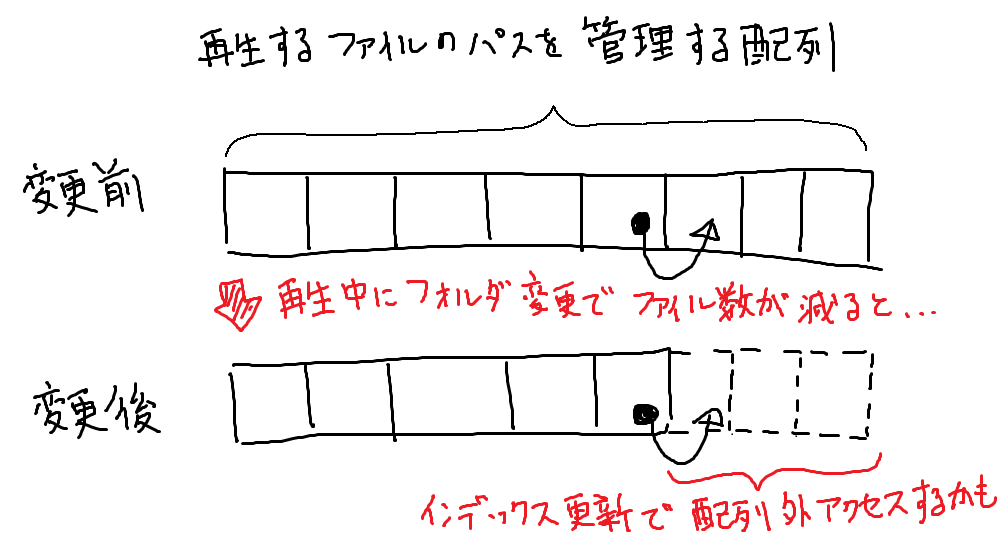 再生するファイルのパスを管理する配列
変更前
再生中にフォルダ変更でファイル数が減ると...
変更後
インデックス更新で配列外アクセスするかも